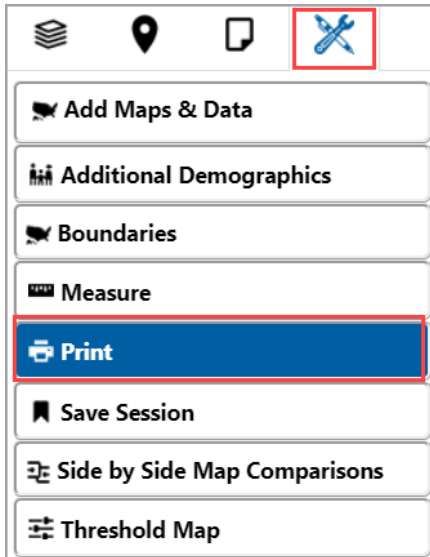 Add Maps & Data
Additional Demographics
Boundaries
Measure
Print
Save Session
Side by Side Map Comparisons
Threshold Map